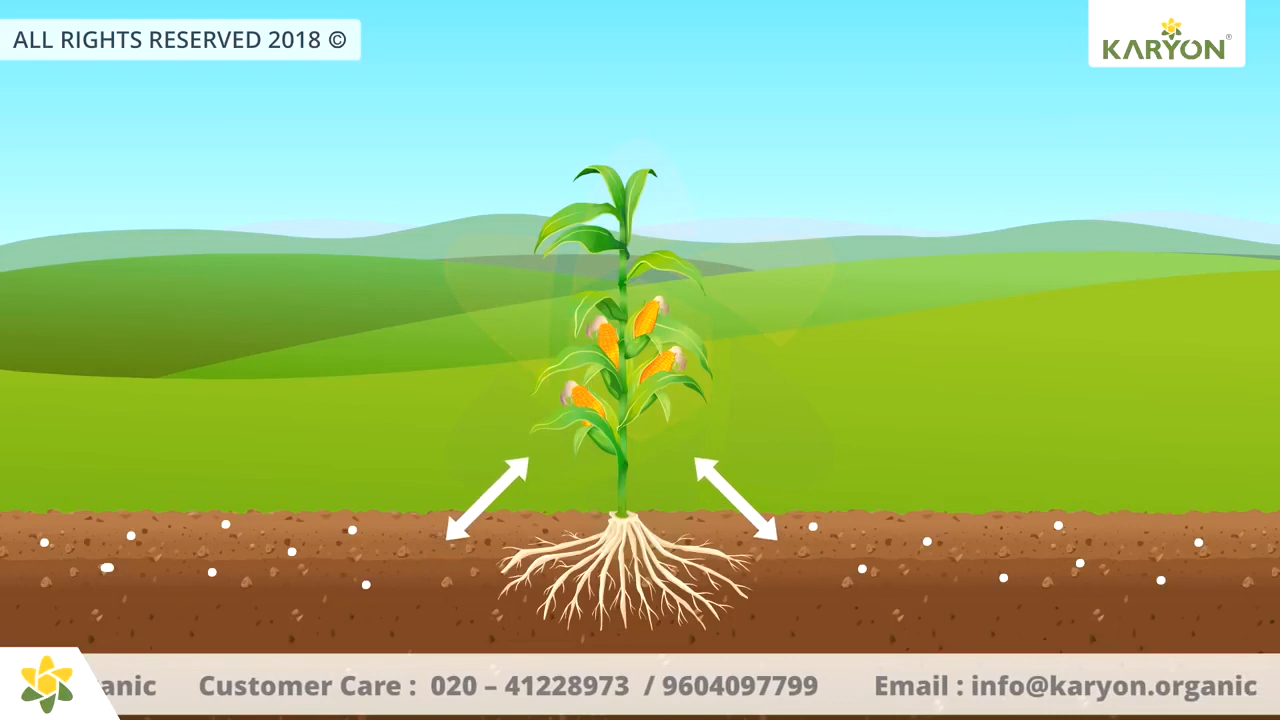 ALL RIGHTS RESERVED 2018 ©
KARYON®
anic Customer Care : 020 – 41228973 / 9604097799 Email : info@karyon.organic